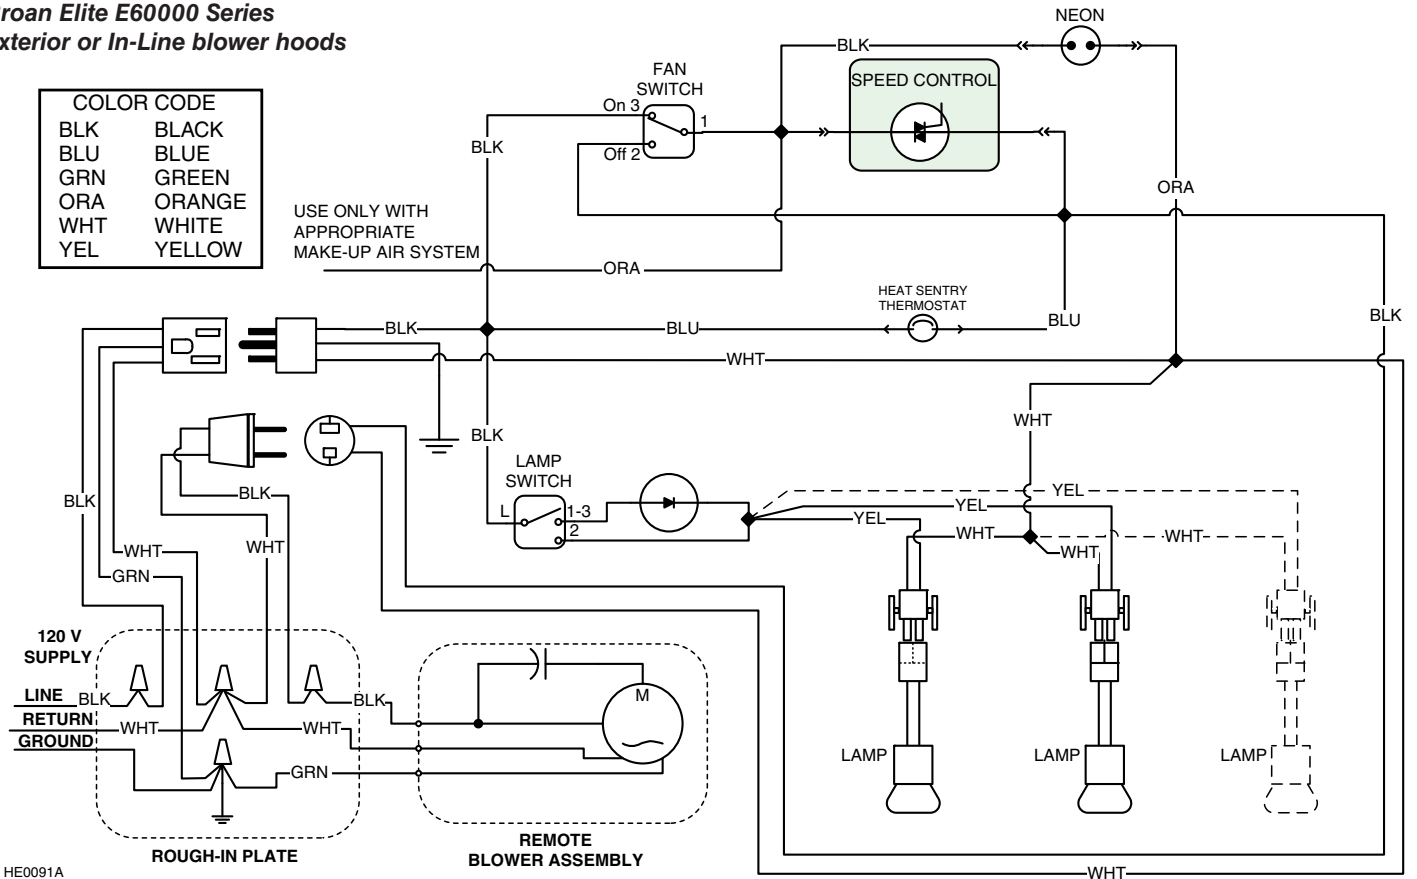 roan Elite E60000 Series
xterior or In-Line blower hoods
COLOR CODE
BLK BLACK
BLU BLUE
GRN GREEN
ORA ORANGE
WHT WHITE
YEL YELLOW
NEON
BLK
FAN
SWITCH
On 3
1
Off 2
SPEED CONTROL
BLK
ORA
USE ONLY WITH
APPROPRIATE
MAKE-UP AIR SYSTEM
ORA
HEAT SENTRY
THERMOSTAT
BLK
BLU
BLU
BLK
WHT
WHT
BLK
LAMP
SWITCH
L
1-3
2
YEL
YEL
YEL
WHT
WHT
WHT
BLK
BLK
WHT
WHT
GRN
120 V
SUPPLY
LINE
BLK
RETURN
WHT
GROUND
WHT
BLK
GRN
M
LAMP
LAMP
LAMP
ROUGH-IN PLATE
REMOTE
BLOWER ASSEMBLY
WHT
HE0091A